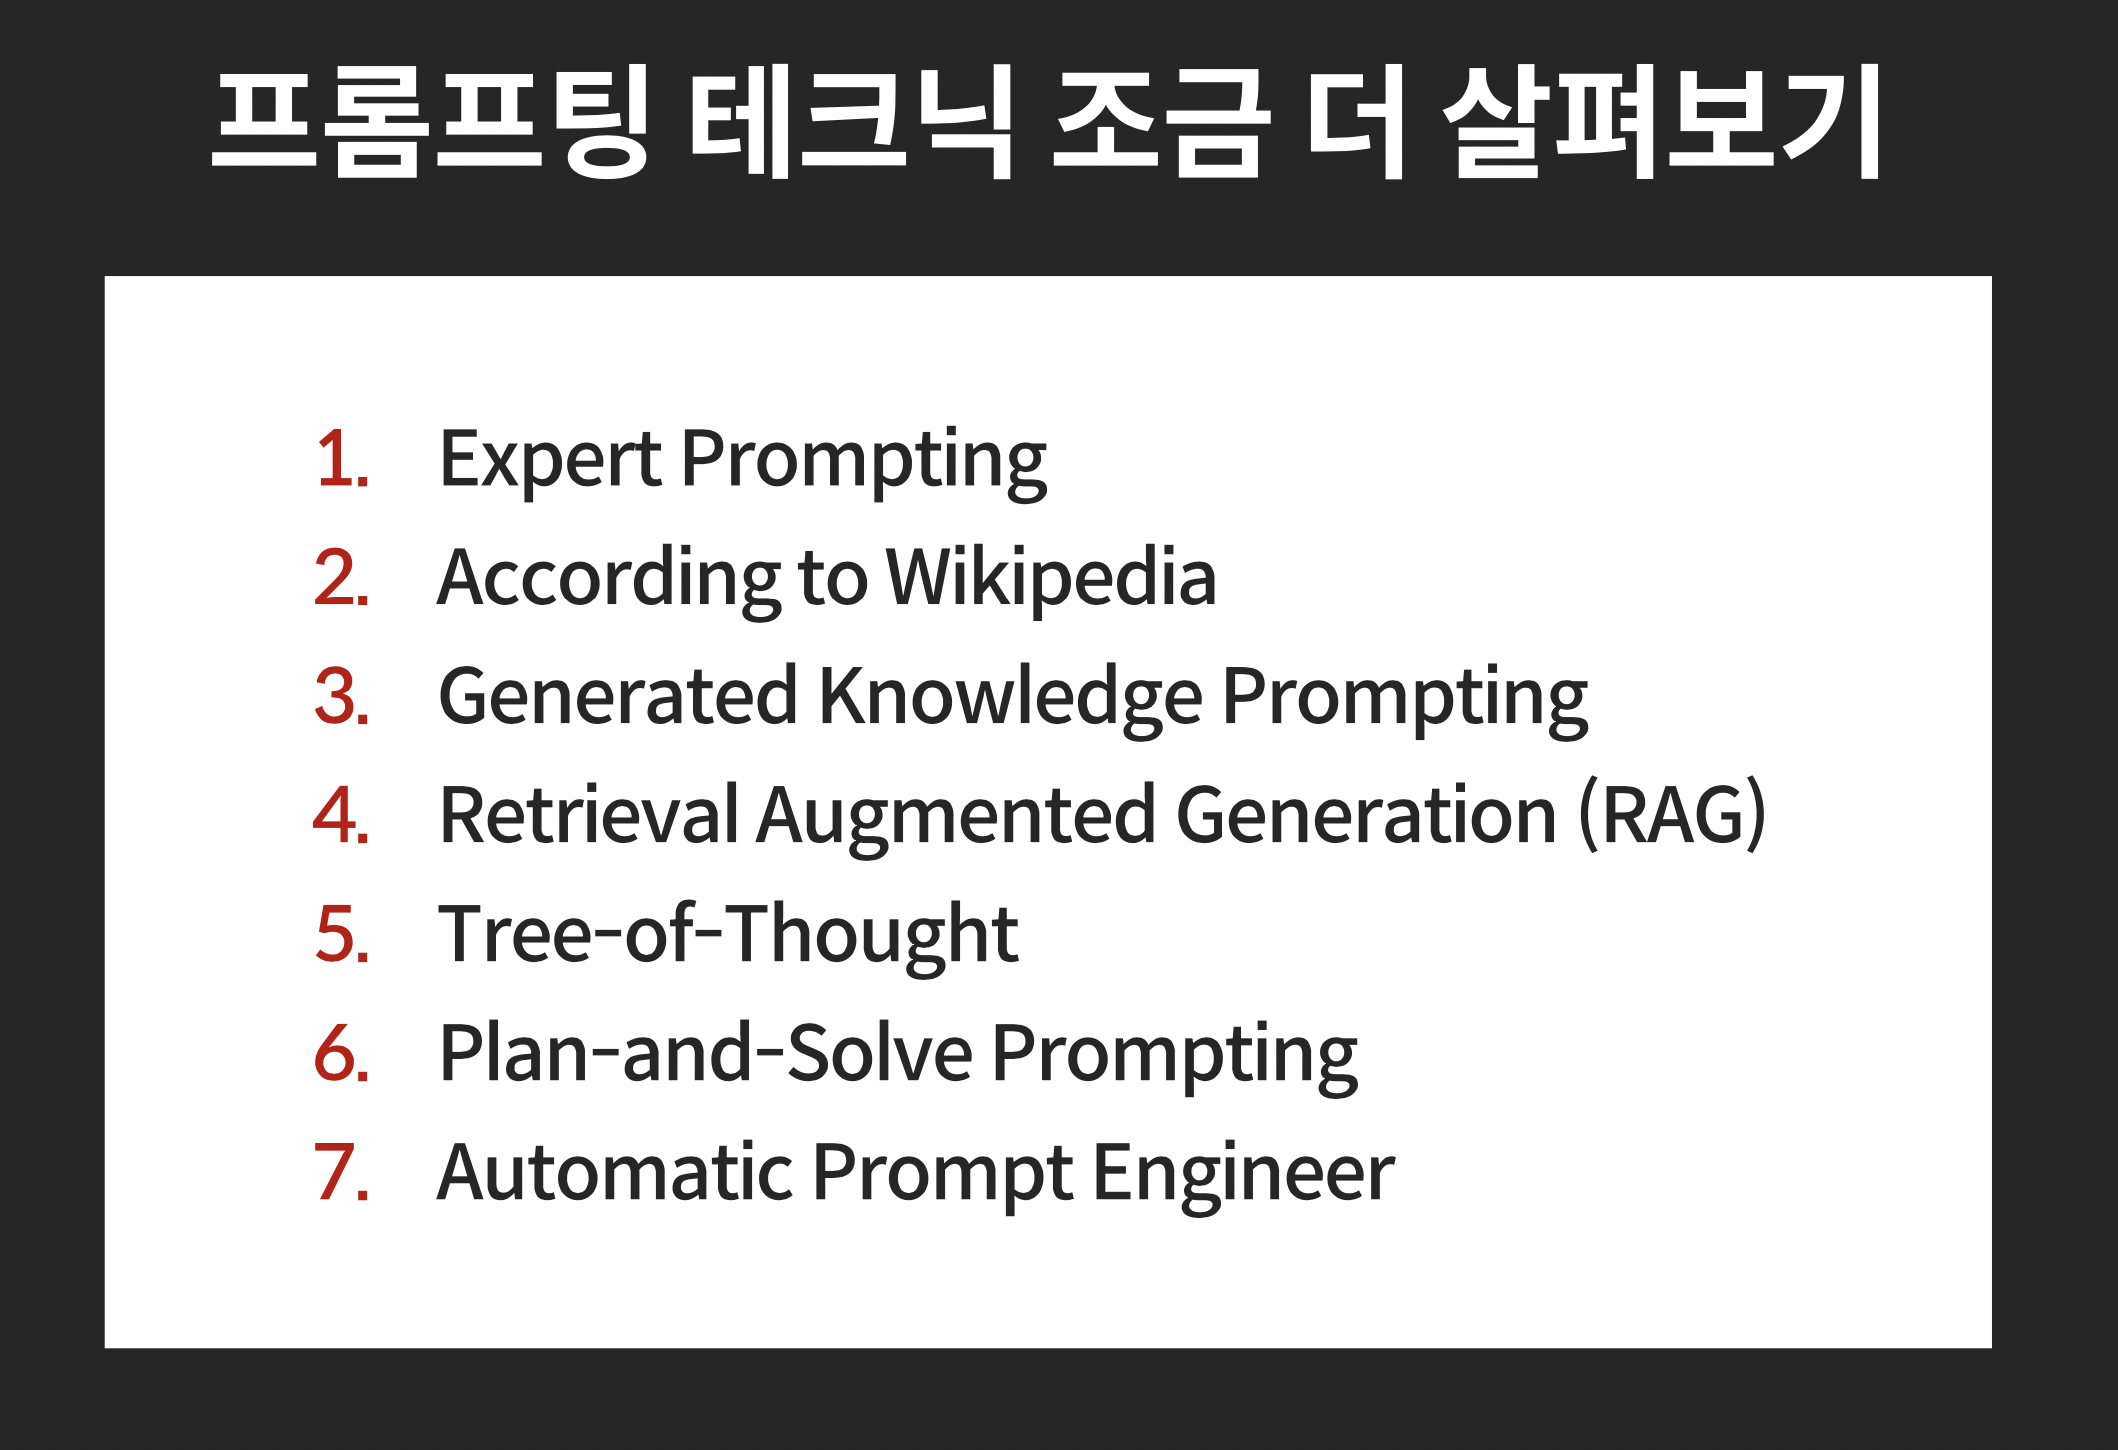 프롬프팅 테크닉 조금 더 살펴보기
1. Expert Prompting
2. According to Wikipedia
3. Generated Knowledge Prompting
4. Retrieval Augmented Generation (RAG)
5. Tree-of-Thought
6. Plan-and-Solve Prompting
7. Automatic Prompt Engineer